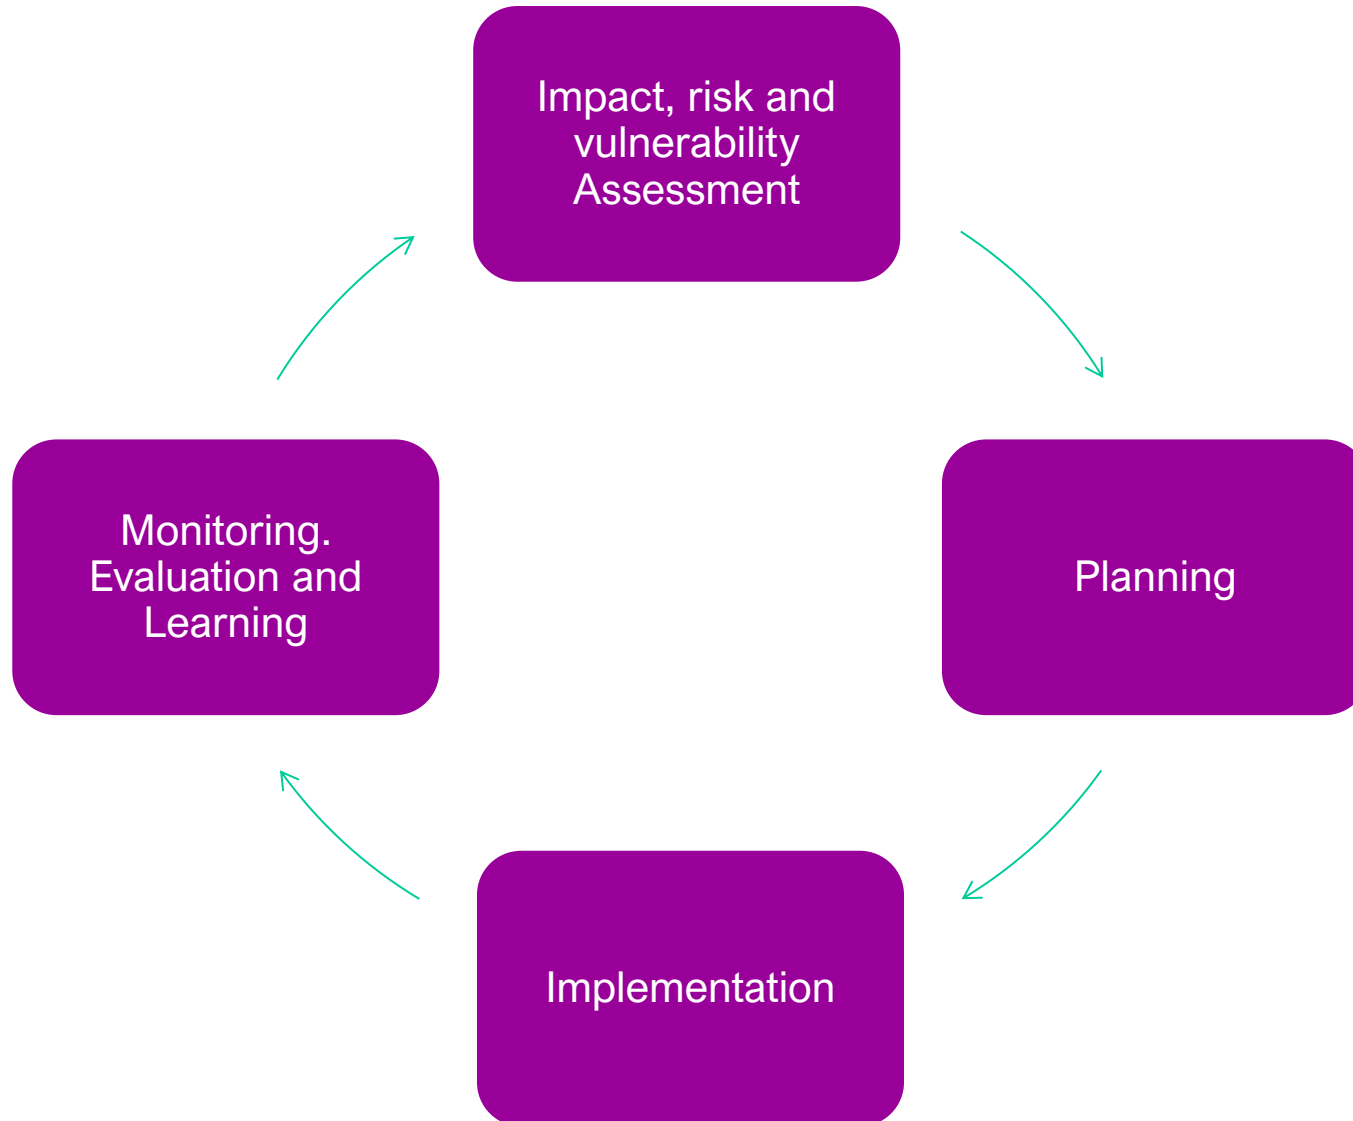 Impact, risk and
vulnerability
Assessment
Monitoring.
Evaluation and
Learning
Planning
Implementation